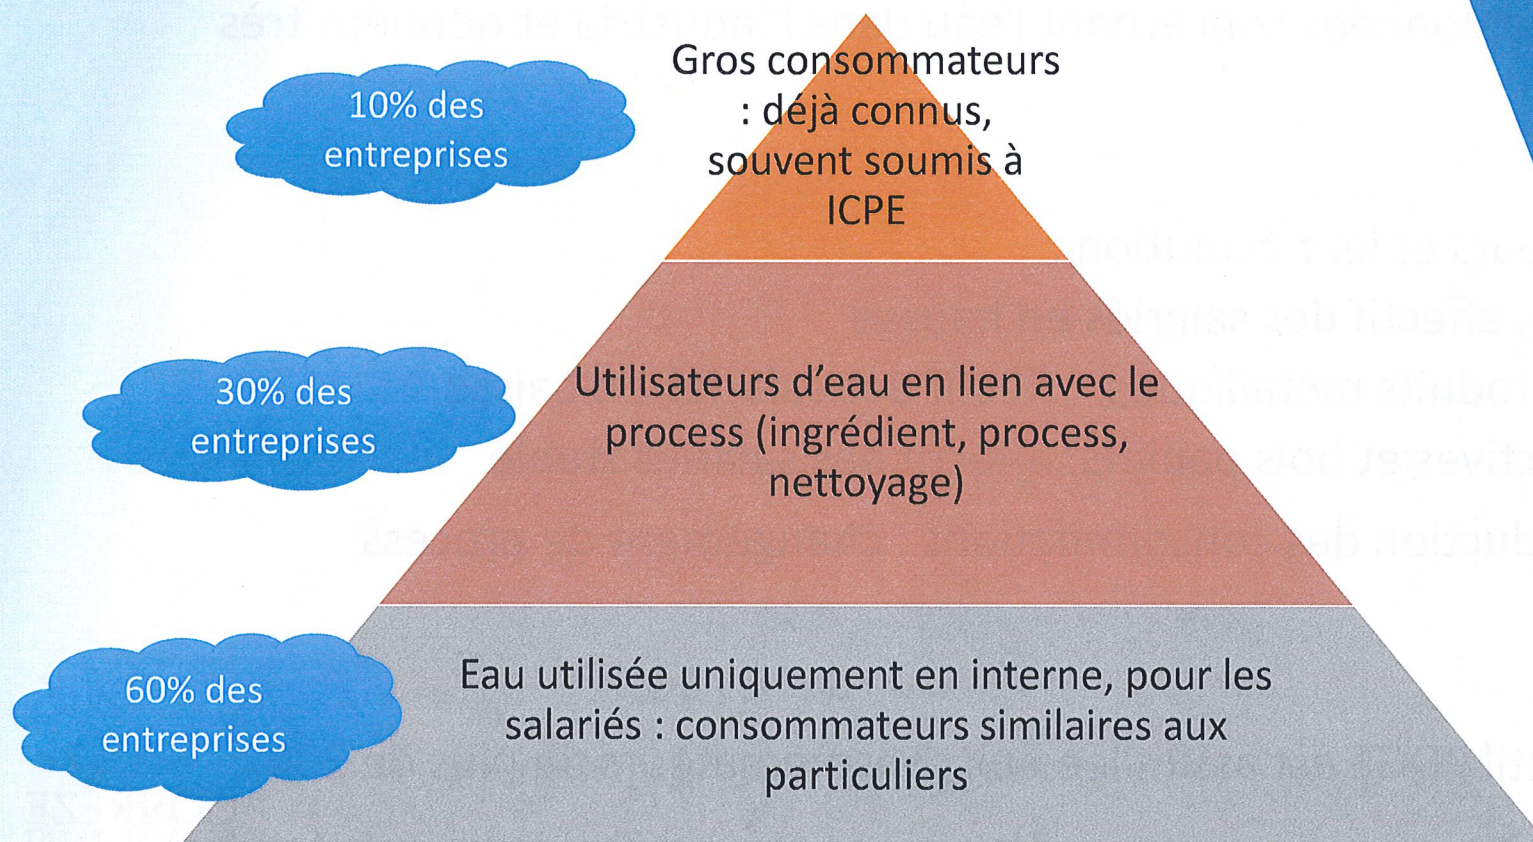 10% des
entreprises
Gros consommateurs
: déjà connus,
souvent soumis à
ICPE
30% des
entreprises
Utilisateurs d'eau en lien avec le
process (ingrédient, process,
nettoyage)
60% des
entreprises
Eau utilisée uniquement en interne, pour les
salariés : consommateurs similaires aux
particuliers